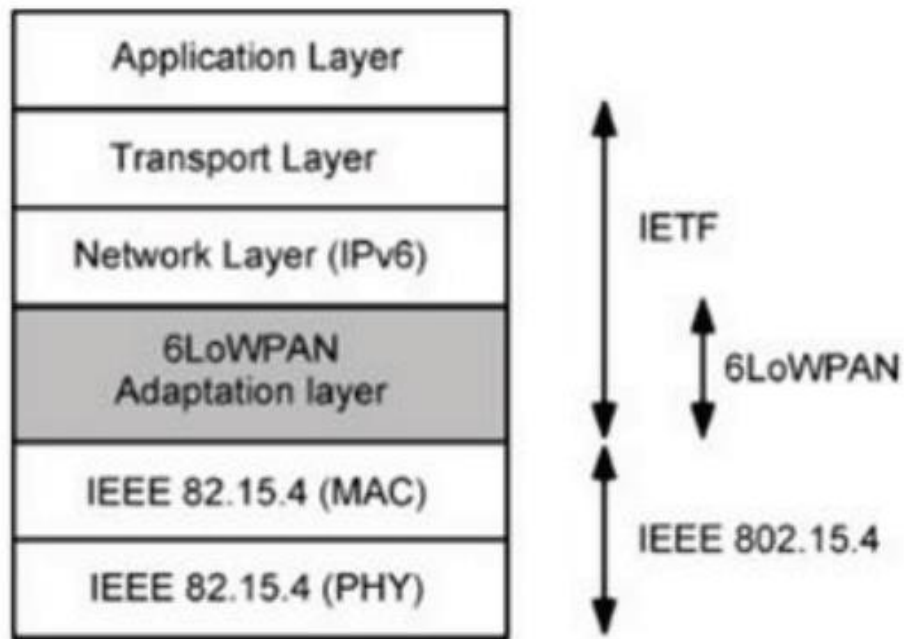 Application Layer
Transport Layer
Network Layer (IPv6)
6LoWPAN
Adaptation layer
IEEE 82.15.4 (MAC)
IEEE 82.15.4 (PHY)
IETF
6LoWPAN
IEEE 802.15.4